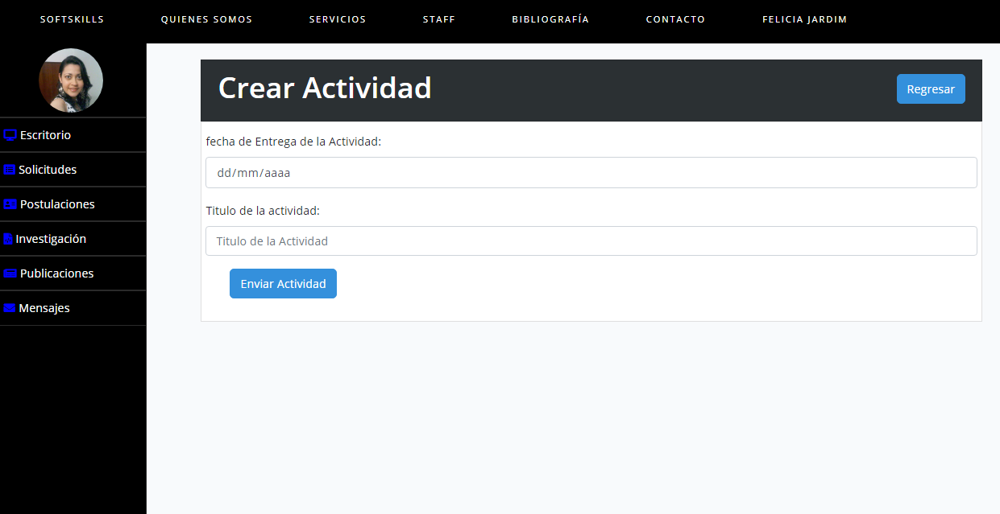 SOFTSKILLS QUIENES SOMOS SERVICIOS STAFF BIBLIOGRAFÍA CONTACTO FELICIA JARDIM
Crear Actividad
Regresar
Escritorio
Solicitudes
Postulaciones
Investigación
Publicaciones
Mensajes
fecha de Entrega de la Actividad:
dd/mm/aaaa
Titulo de la actividad:
Titulo de la Actividad
Enviar Actividad